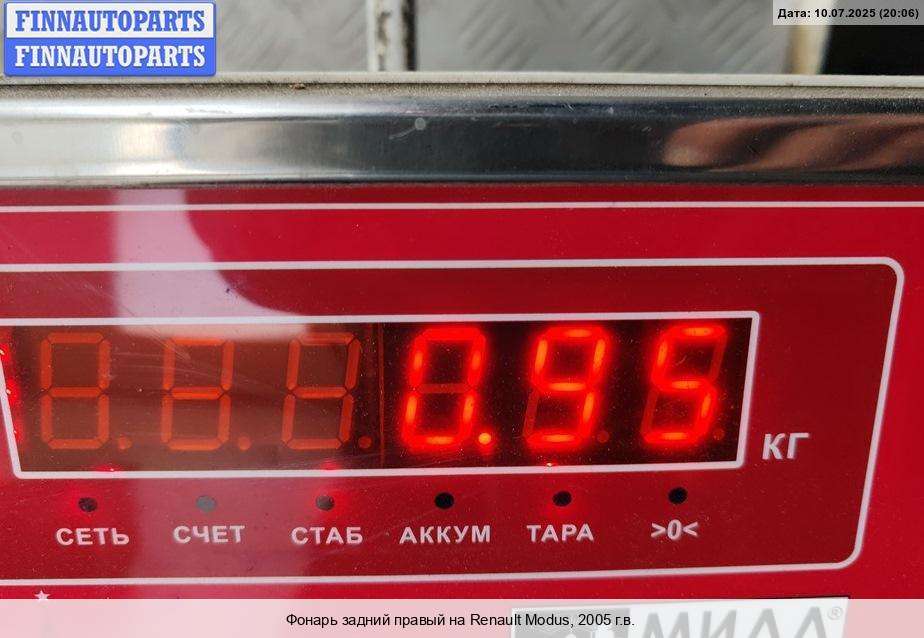 FINNAUTOPARTS
FINNAUTOPARTS
Дата: 10.07.2025 (20:06)
0.95
КГ
СЕТЬ СЧЕТ СТАБ АККУМ ТАРА >0<
МИДЛ®
Фонарь задний правый на Renault Modus, 2005 г.в.